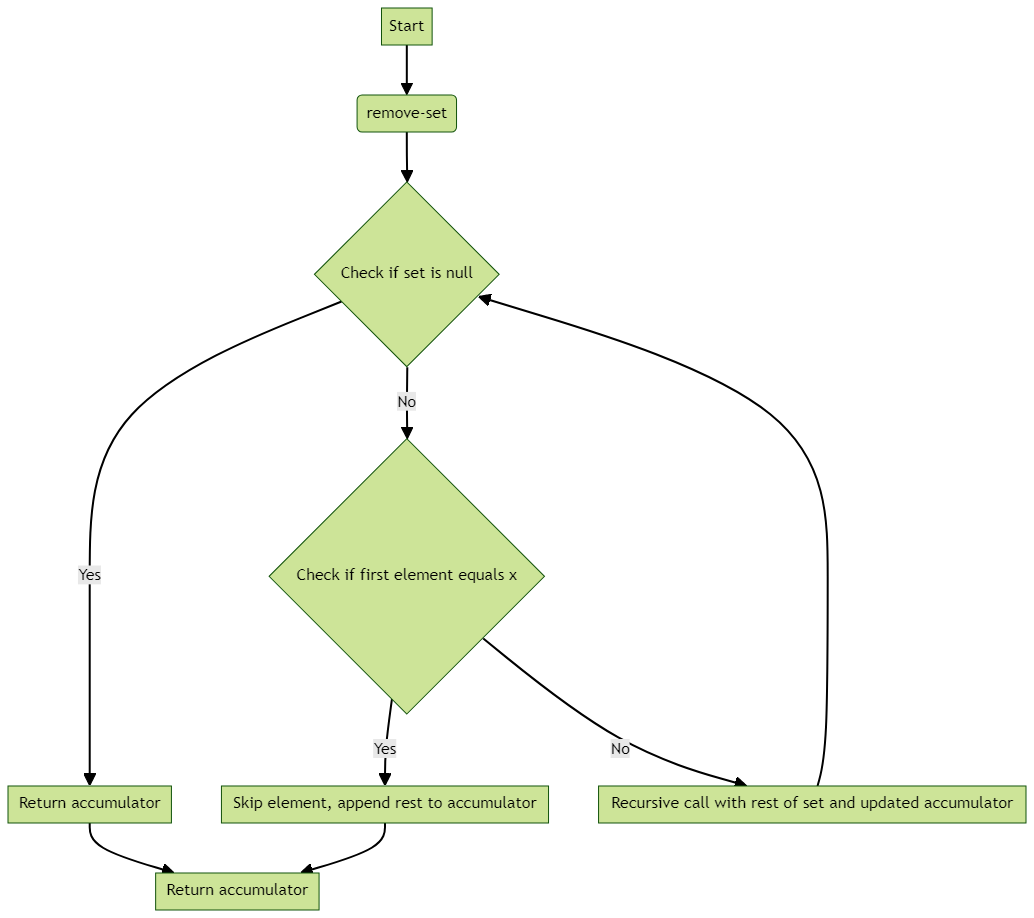 Start
remove-set
Check if set is null
No
Check if first element equals x
Yes
Yes
No
Return accumulator
Skip element, append rest to accumulator
Recursive call with rest of set and updated accumulator
Return accumulator